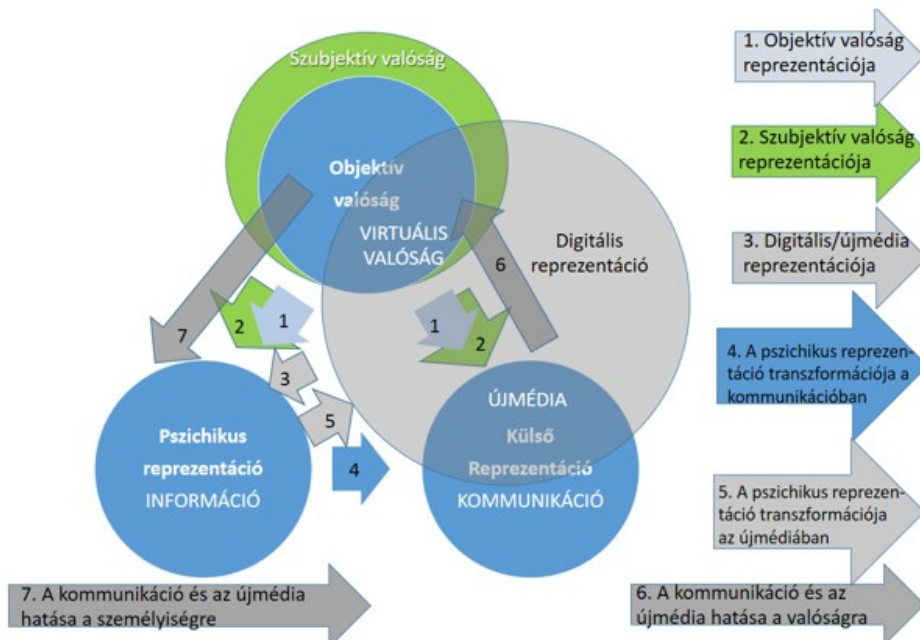 Szubjektív valóság
Objektív
valóság
VIRTUÁLIS
VALÓSÁG
Digitális
reprezentáció
6
7
2
1
1
2
3
5
4
Pszichikus
reprezentáció
INFORMÁCIÓ
ÚJMÉDIA
Külső
Reprezentáció
KOMMUNIKÁCIÓ
1. Objektív valóság
reprezentációja
2. Szubjektív valóság
reprezentációja
3. Digitális/újmédia
reprezentációja
4. A pszichikus reprezen-
táció transzformációja a
kommunikációban
5. A pszichikus reprezen-
táció transzformációja
az újmédiában
7. A kommunikáció és az újmédia
hatása a személyiségre
6. A kommunikáció és az
újmédia hatása a valóságra